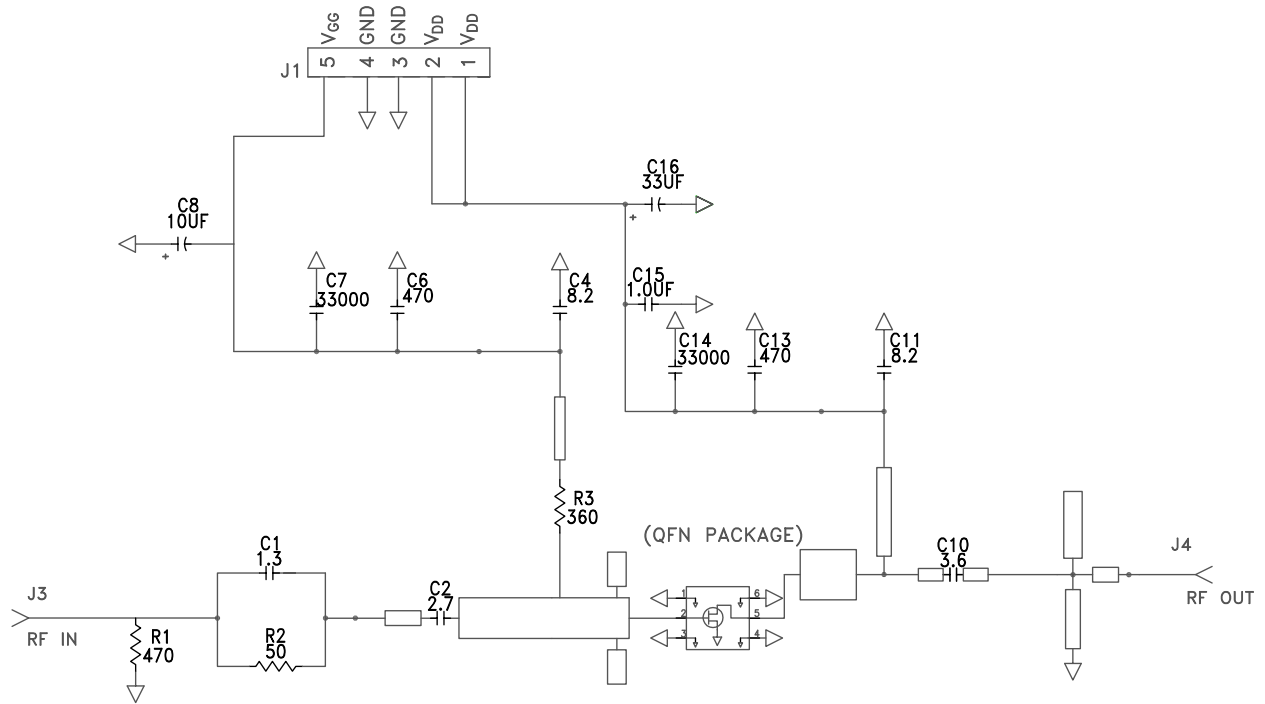 VGG
GND
GND
VDD
VDD
J1
5
4
3
2
1
C16
33UF
+
C8
10UF
+
C7
33000
C6
470
C4
8.2
C15
1.0UF
C14
33000
C13
470
C11
8.2
R3
360
(QFN PACKAGE)
C1
1.3
C10
3.6
J4
RF OUT
J3
RF IN
R1
470
R2
50
C2
2.7
1
2
3
6
5
4